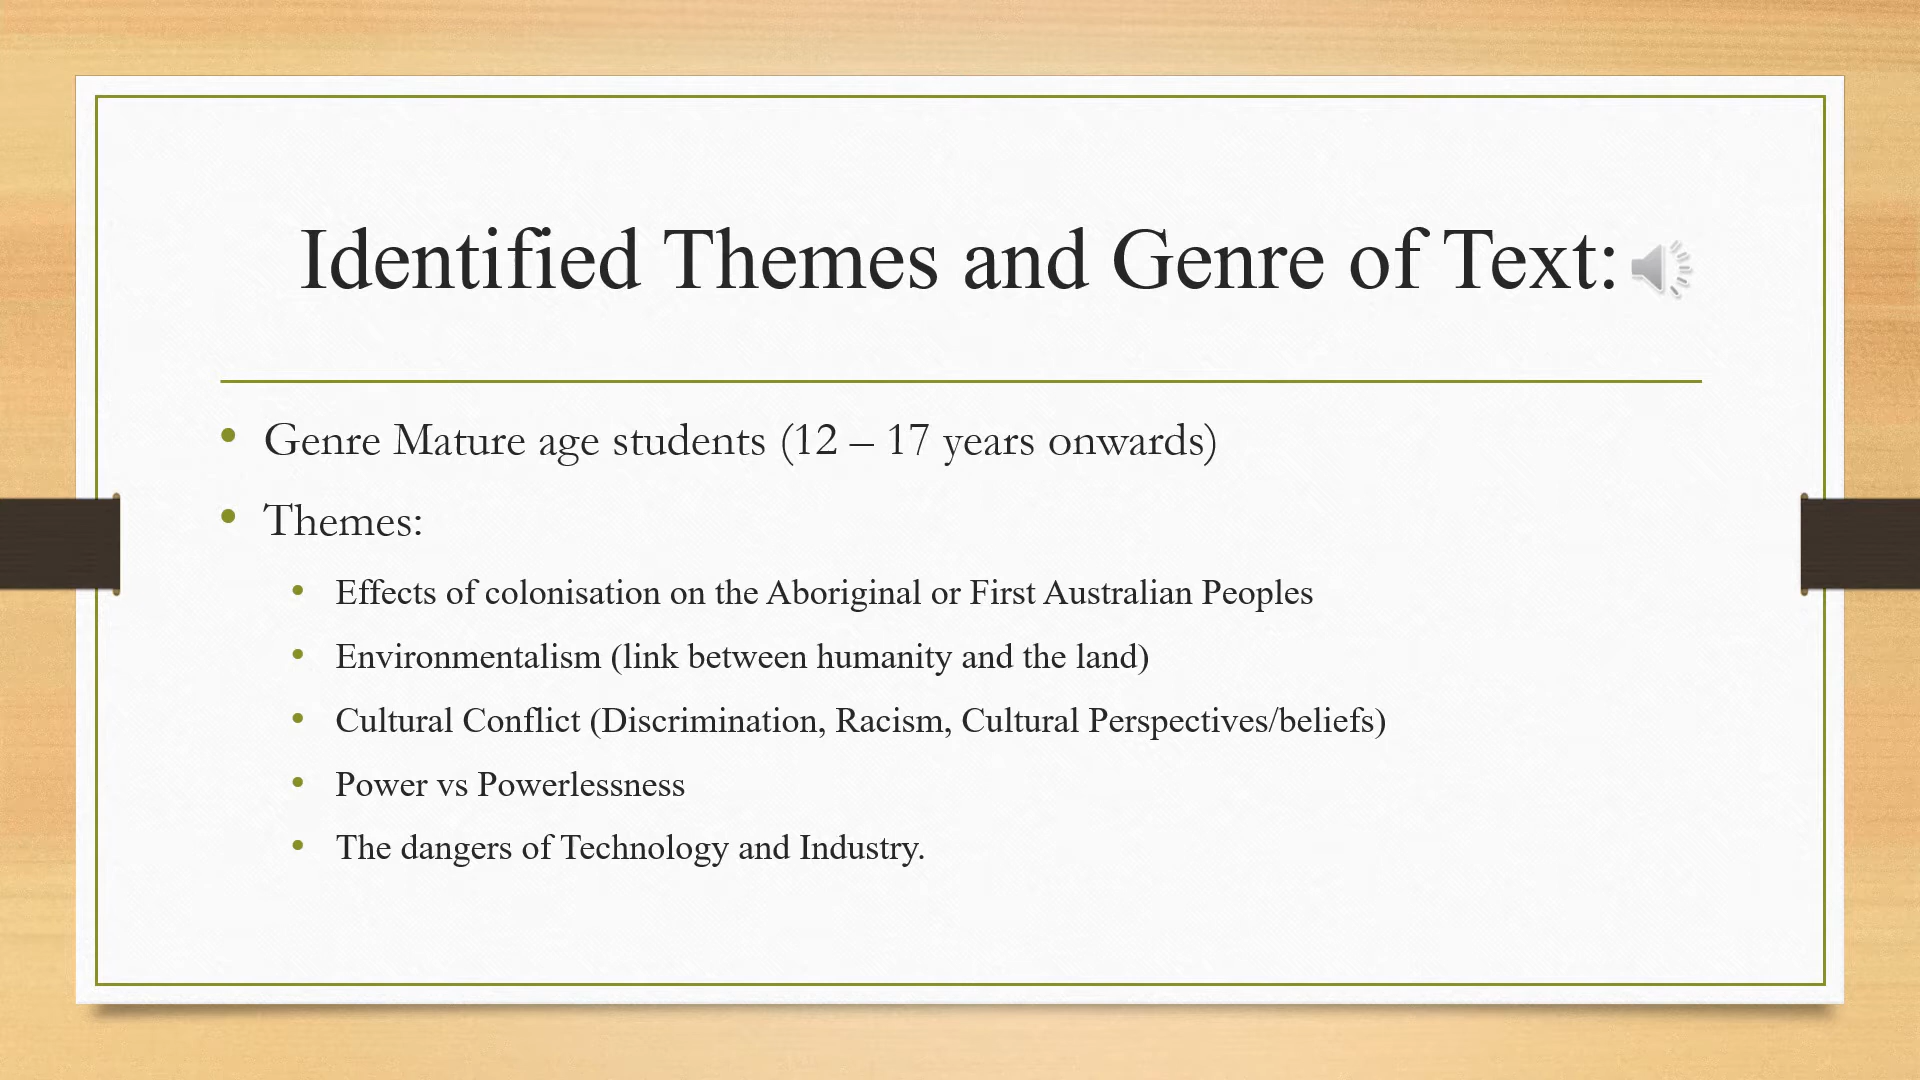 Identified Themes and Genre of Text:
Genre Mature age students (12 – 17 years onwards)
Themes:
Effects of colonisation on the Aboriginal or First Australian Peoples
Environmentalism (link between humanity and the land)
Cultural Conflict (Discrimination, Racism, Cultural Perspectives/beliefs)
Power vs Powerlessness
The dangers of Technology and Industry.